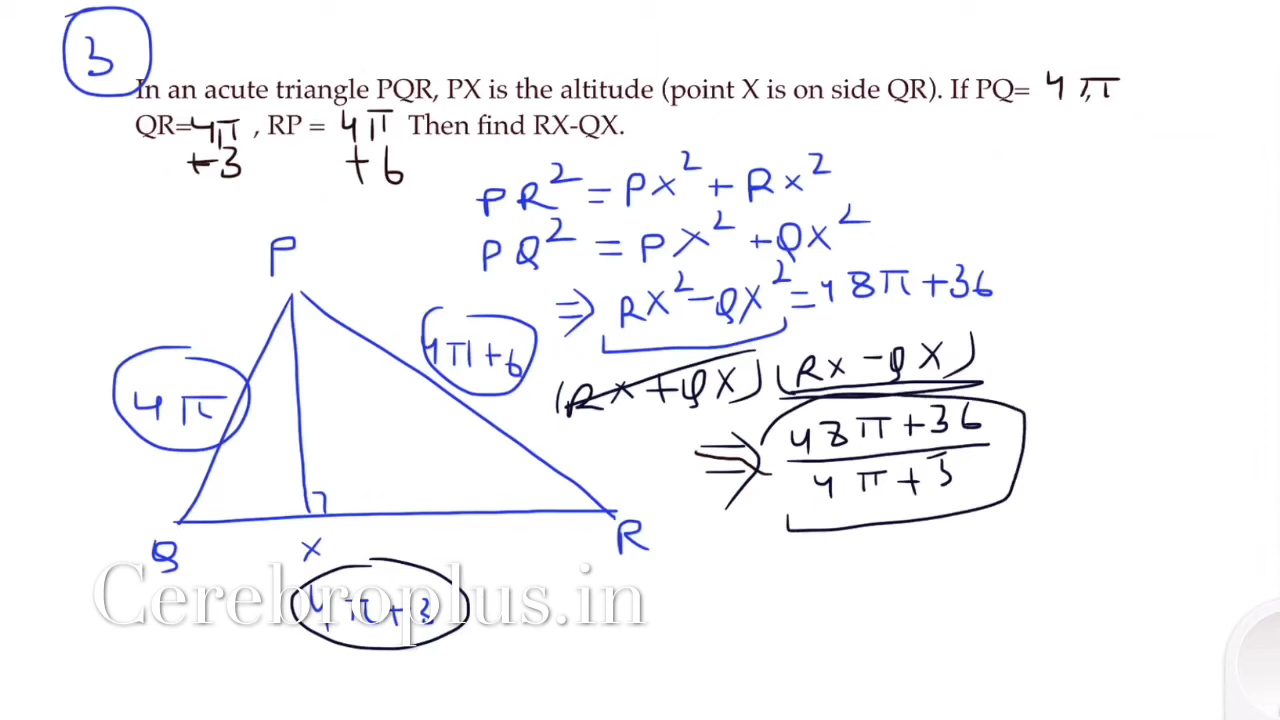 3
In an acute triangle PQR, PX is the altitude (point X is on side QR). If PQ= 4π,
QR=4π+3, RP = 4π+6 Then find RX-QX.
PR² = PX² + RX²
PQ² = PX² + QX²
⇒ RX² - QX² = 48π + 36
(RX + QX) (RX - QX)
⇒ (48π + 36)/(4π + 3)
P
4π
4π+6
Q
X
R
4π+3
Cerebroplus.in